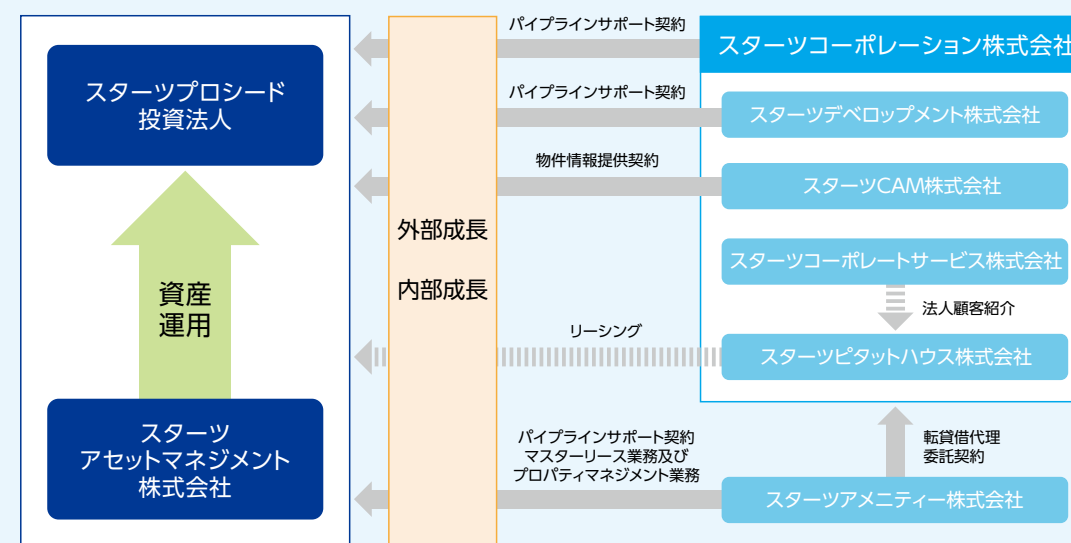 スターツプロシード
投資法人
資産
運用
スターツ
アセットマネジメント
株式会社
外部成長
内部成長
パイプラインサポート契約
パイプラインサポート契約
物件情報提供契約
リーシング
パイプラインサポート契約
マスターリース業務及び
プロパティマネジメント業務
スターツコーポレーション株式会社
スターツデベロップメント株式会社
スターツCAM株式会社
スターツコーポレートサービス株式会社
法人顧客紹介
スターツピタットハウス株式会社
転貸借代理
委託契約
スターツアメニティー株式会社